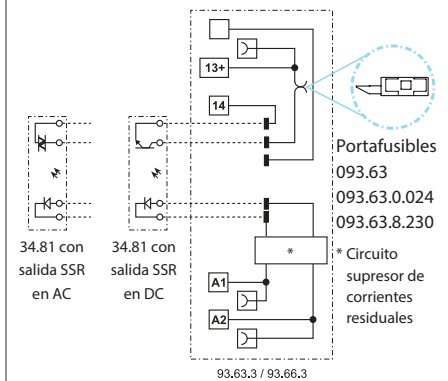 13+
14
Portafusibles
093.63
093.63.0.024
093.63.8.230
34.81 con
salida SSR
en AC
34.81 con
salida SSR
en DC
*
* Circuito
supresor de
corrientes
residuales
A1
A2
93.63.3 / 93.66.3